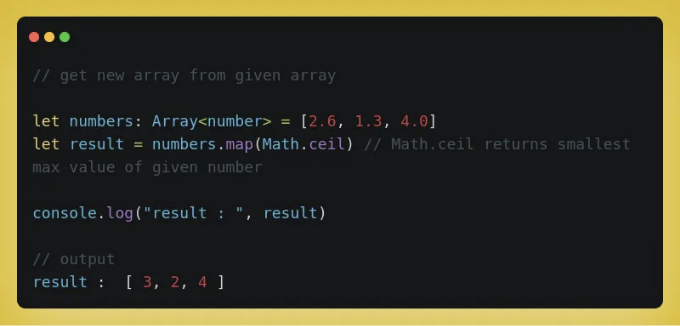 // get new array from given array
let numbers: Array<number> = [2.6, 1.3, 4.0]
let result = numbers.map(Math.ceil) // Math.ceil returns smallest
max value of given number
console.log("result : ", result)
// output
result :  [ 3, 2, 4 ]